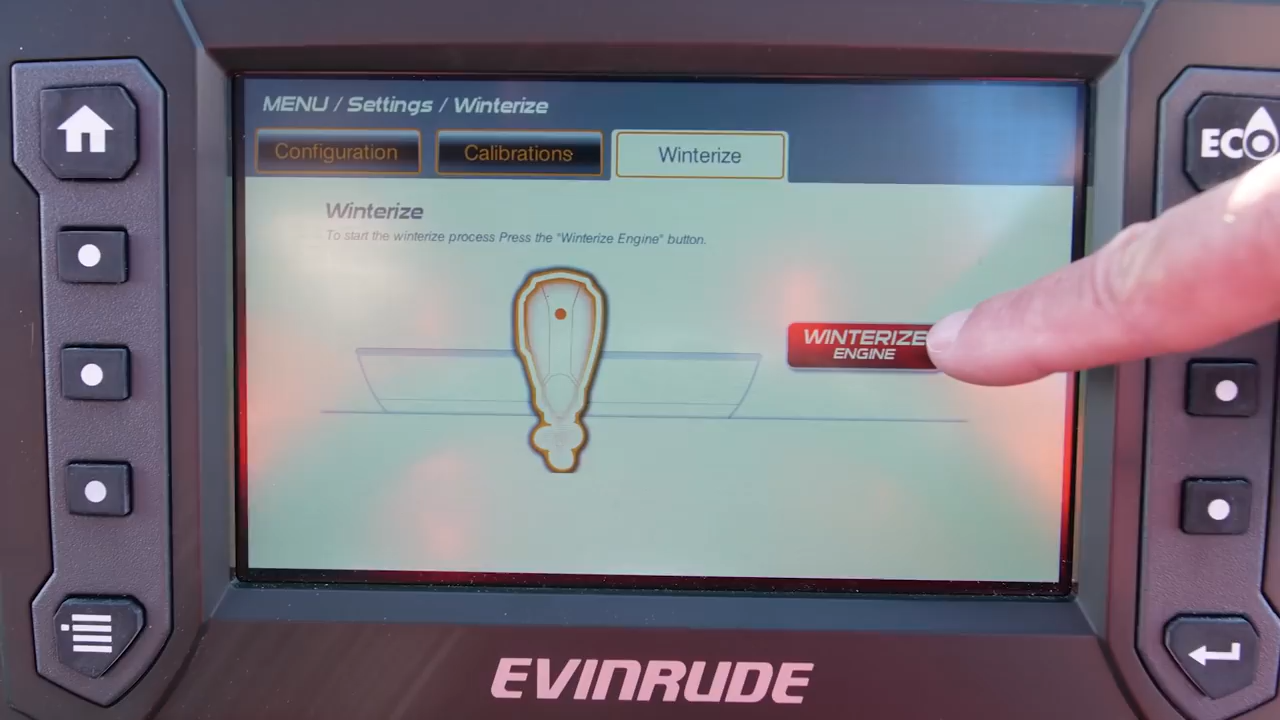 MENU / Settings / Winterize
ECO
Configuration
Calibrations
Winterize
Winterize
To start the winterize process Press the "Winterize Engine" button.
WINTERIZE
ENGINE
EVINRUDE